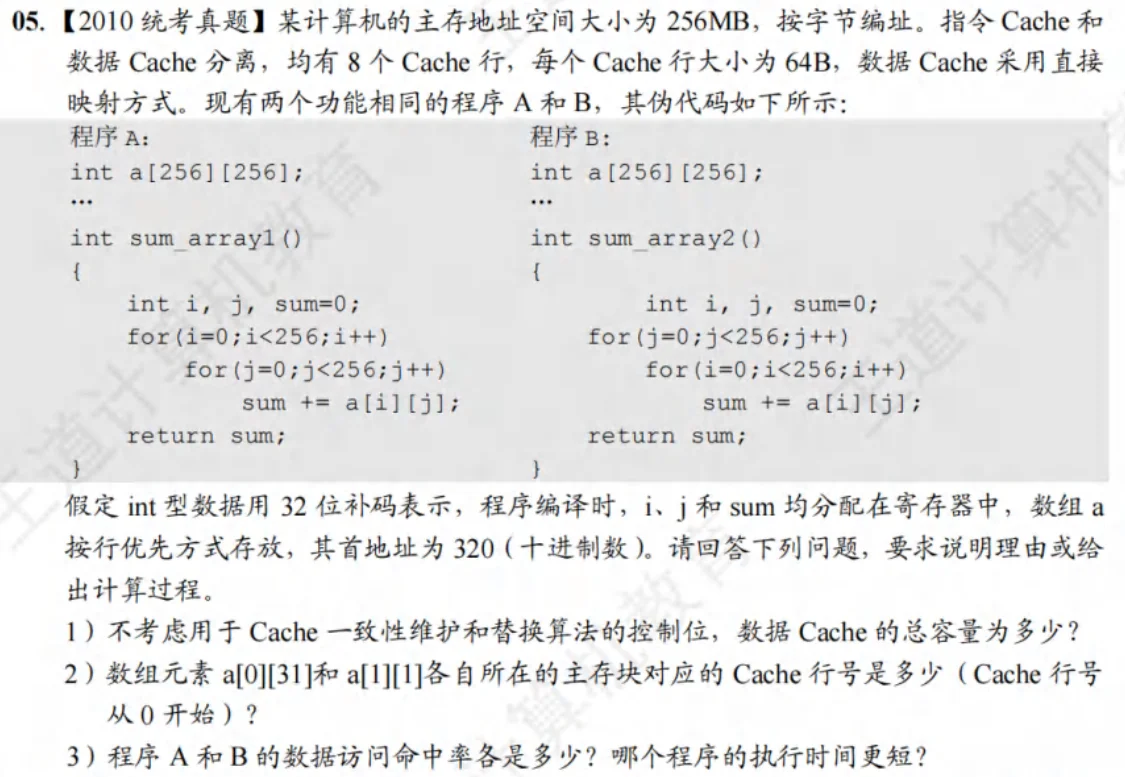 05.【2010 统考真题】某计算机的主存地址空间大小为 256MB，按字节编址。指令 Cache 和
数据 Cache 分离，均有 8 个 Cache 行，每个 Cache 行大小为 64B，数据 Cache 采用直接
映射方式。现有两个功能相同的程序 A 和 B，其伪代码如下所示：
程序 A: 程序 B:
int a[256][256]; int a[256][256];
… …
int sum_array1() int sum_array2()
{ {
int i, j, sum=0; int i, j, sum=0;
for(i=0;i<256;i++) for(j=0;j<256;j++)
for(j=0;j<256;j++) for(i=0;i<256;i++)
sum += a[i][j]; sum += a[i][j];
return sum; return sum;
} }
假定 int 型数据用 32 位补码表示，程序编译时，i、j 和 sum 均分配在寄存器中，数组 a
按行优先方式存放，其首地址为 320（十进制数）。请回答下列问题，要求说明理由或给
出计算过程。
1）不考虑用于 Cache 一致性维护和替换算法的控制位，数据 Cache 的总容量为多少？
2）数组元素 a[0][31]和 a[1][1]各自所在的主存块对应的 Cache 行号是多少（Cache 行号
从 0 开始）？
3）程序 A 和 B 的数据访问命中率各是多少？哪个程序的执行时间更短？
王道计算机教育